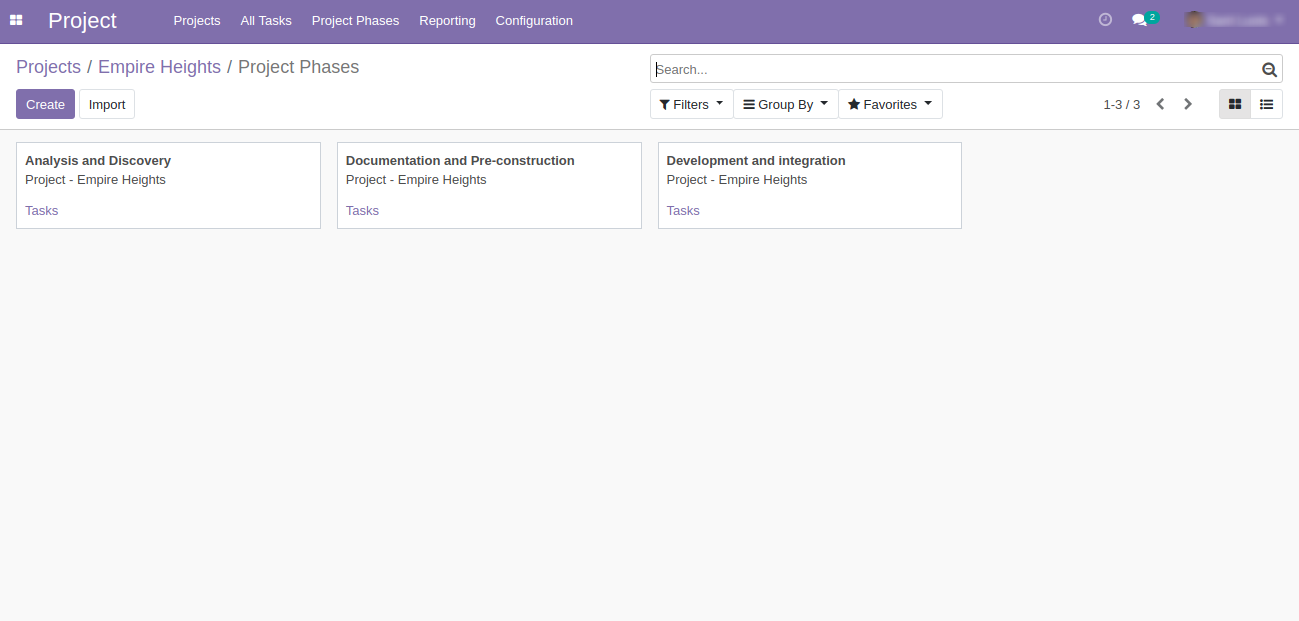 Project Projects All Tasks Project Phases Reporting Configuration 2
Projects / Empire Heights / Project Phases
Search...
Create Import Filters Group By Favorites 1-3 / 3
Analysis and Discovery
Project - Empire Heights
Tasks
Documentation and Pre-construction
Project - Empire Heights
Tasks
Development and integration
Project - Empire Heights
Tasks